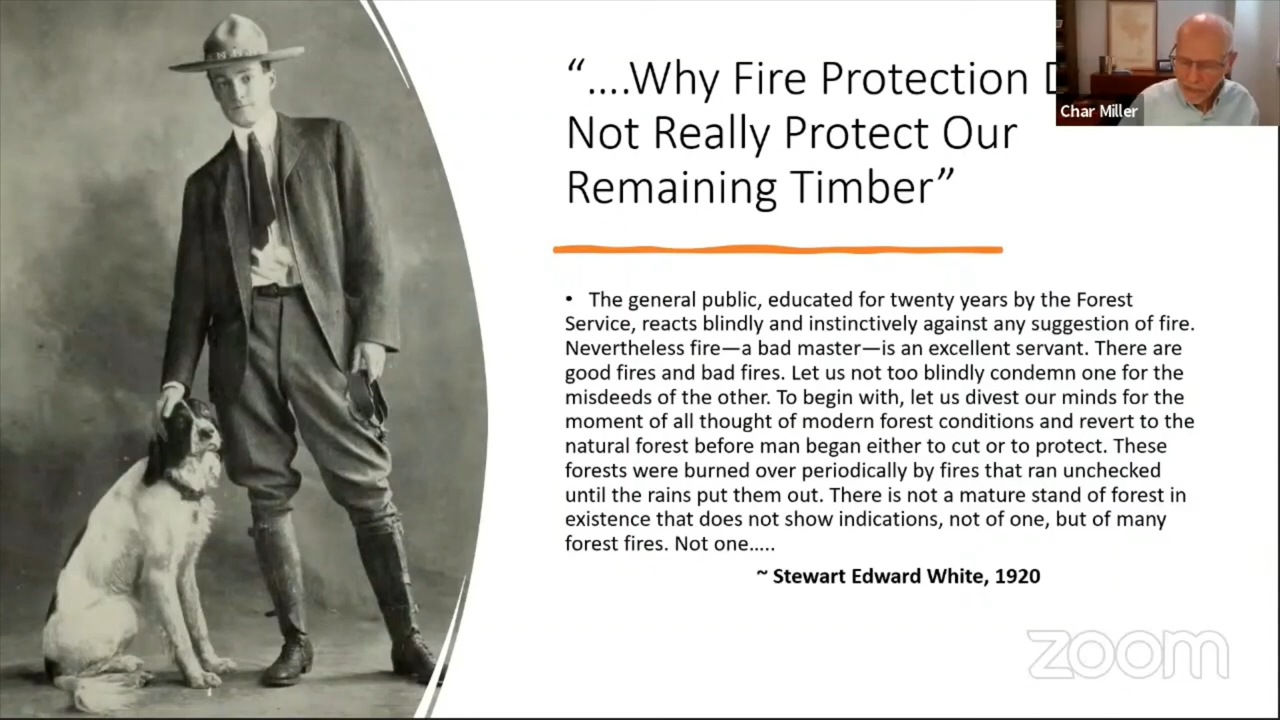 “….Why Fire Protection D
Not Really Protect Our
Remaining Timber”
Char Miller
• The general public, educated for twenty years by the Forest
Service, reacts blindly and instinctively against any suggestion of fire.
Nevertheless fire—a bad master—is an excellent servant. There are
good fires and bad fires. Let us not too blindly condemn one for the
misdeeds of the other. To begin with, let us divest our minds for the
moment of all thought of modern forest conditions and revert to the
natural forest before man began either to cut or to protect. These
forests were burned over periodically by fires that ran unchecked
until the rains put them out. There is not a mature stand of forest in
existence that does not show indications, not of one, but of many
forest fires. Not one…..
~ Stewart Edward White, 1920
zoom